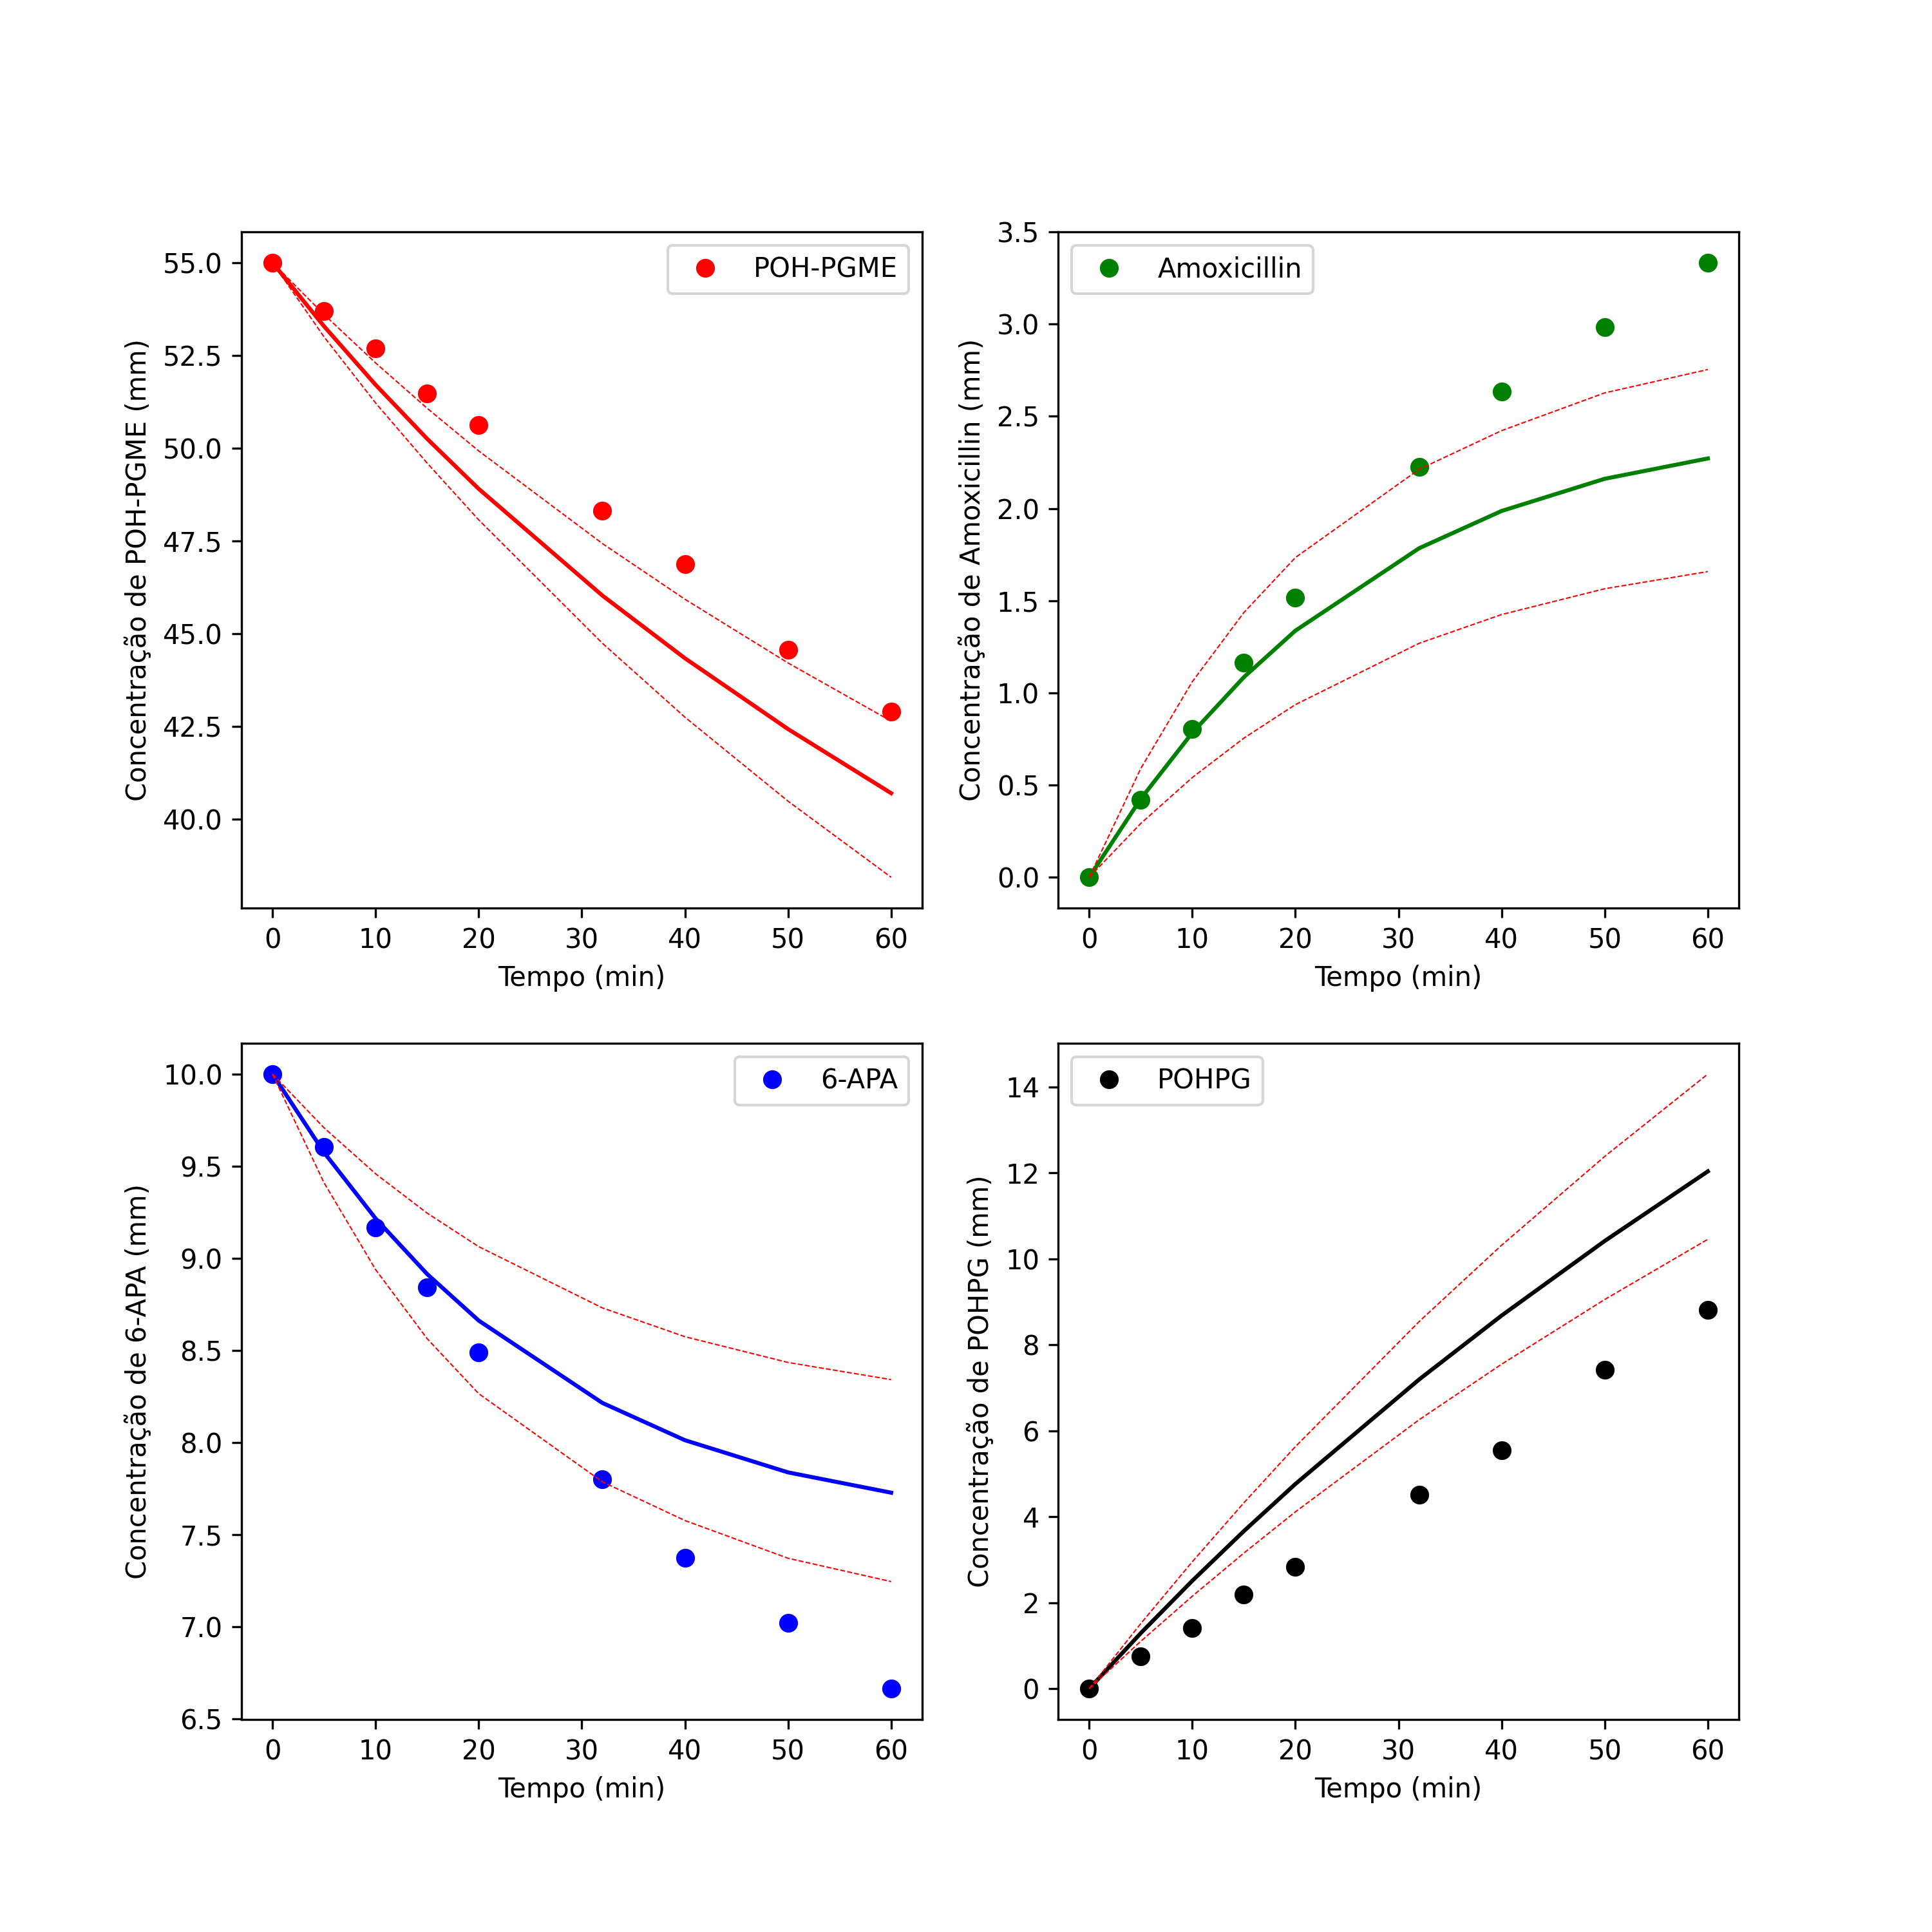 55.0
52.5
50.0
47.5
45.0
42.5
40.0
Concentração de POH-PGME (mm)
POH-PGME
0 10 20 30 40 50 60
Tempo (min)
3.5
3.0
2.5
2.0
1.5
1.0
0.5
0.0
Concentração de Amoxicillin (mm)
Amoxicillin
0 10 20 30 40 50 60
Tempo (min)
10.0
9.5
9.0
8.5
8.0
7.5
7.0
6.5
Concentração de 6-APA (mm)
6-APA
0 10 20 30 40 50 60
Tempo (min)
14
12
10
8
6
4
2
0
Concentração de POHPG (mm)
POHPG
0 10 20 30 40 50 60
Tempo (min)